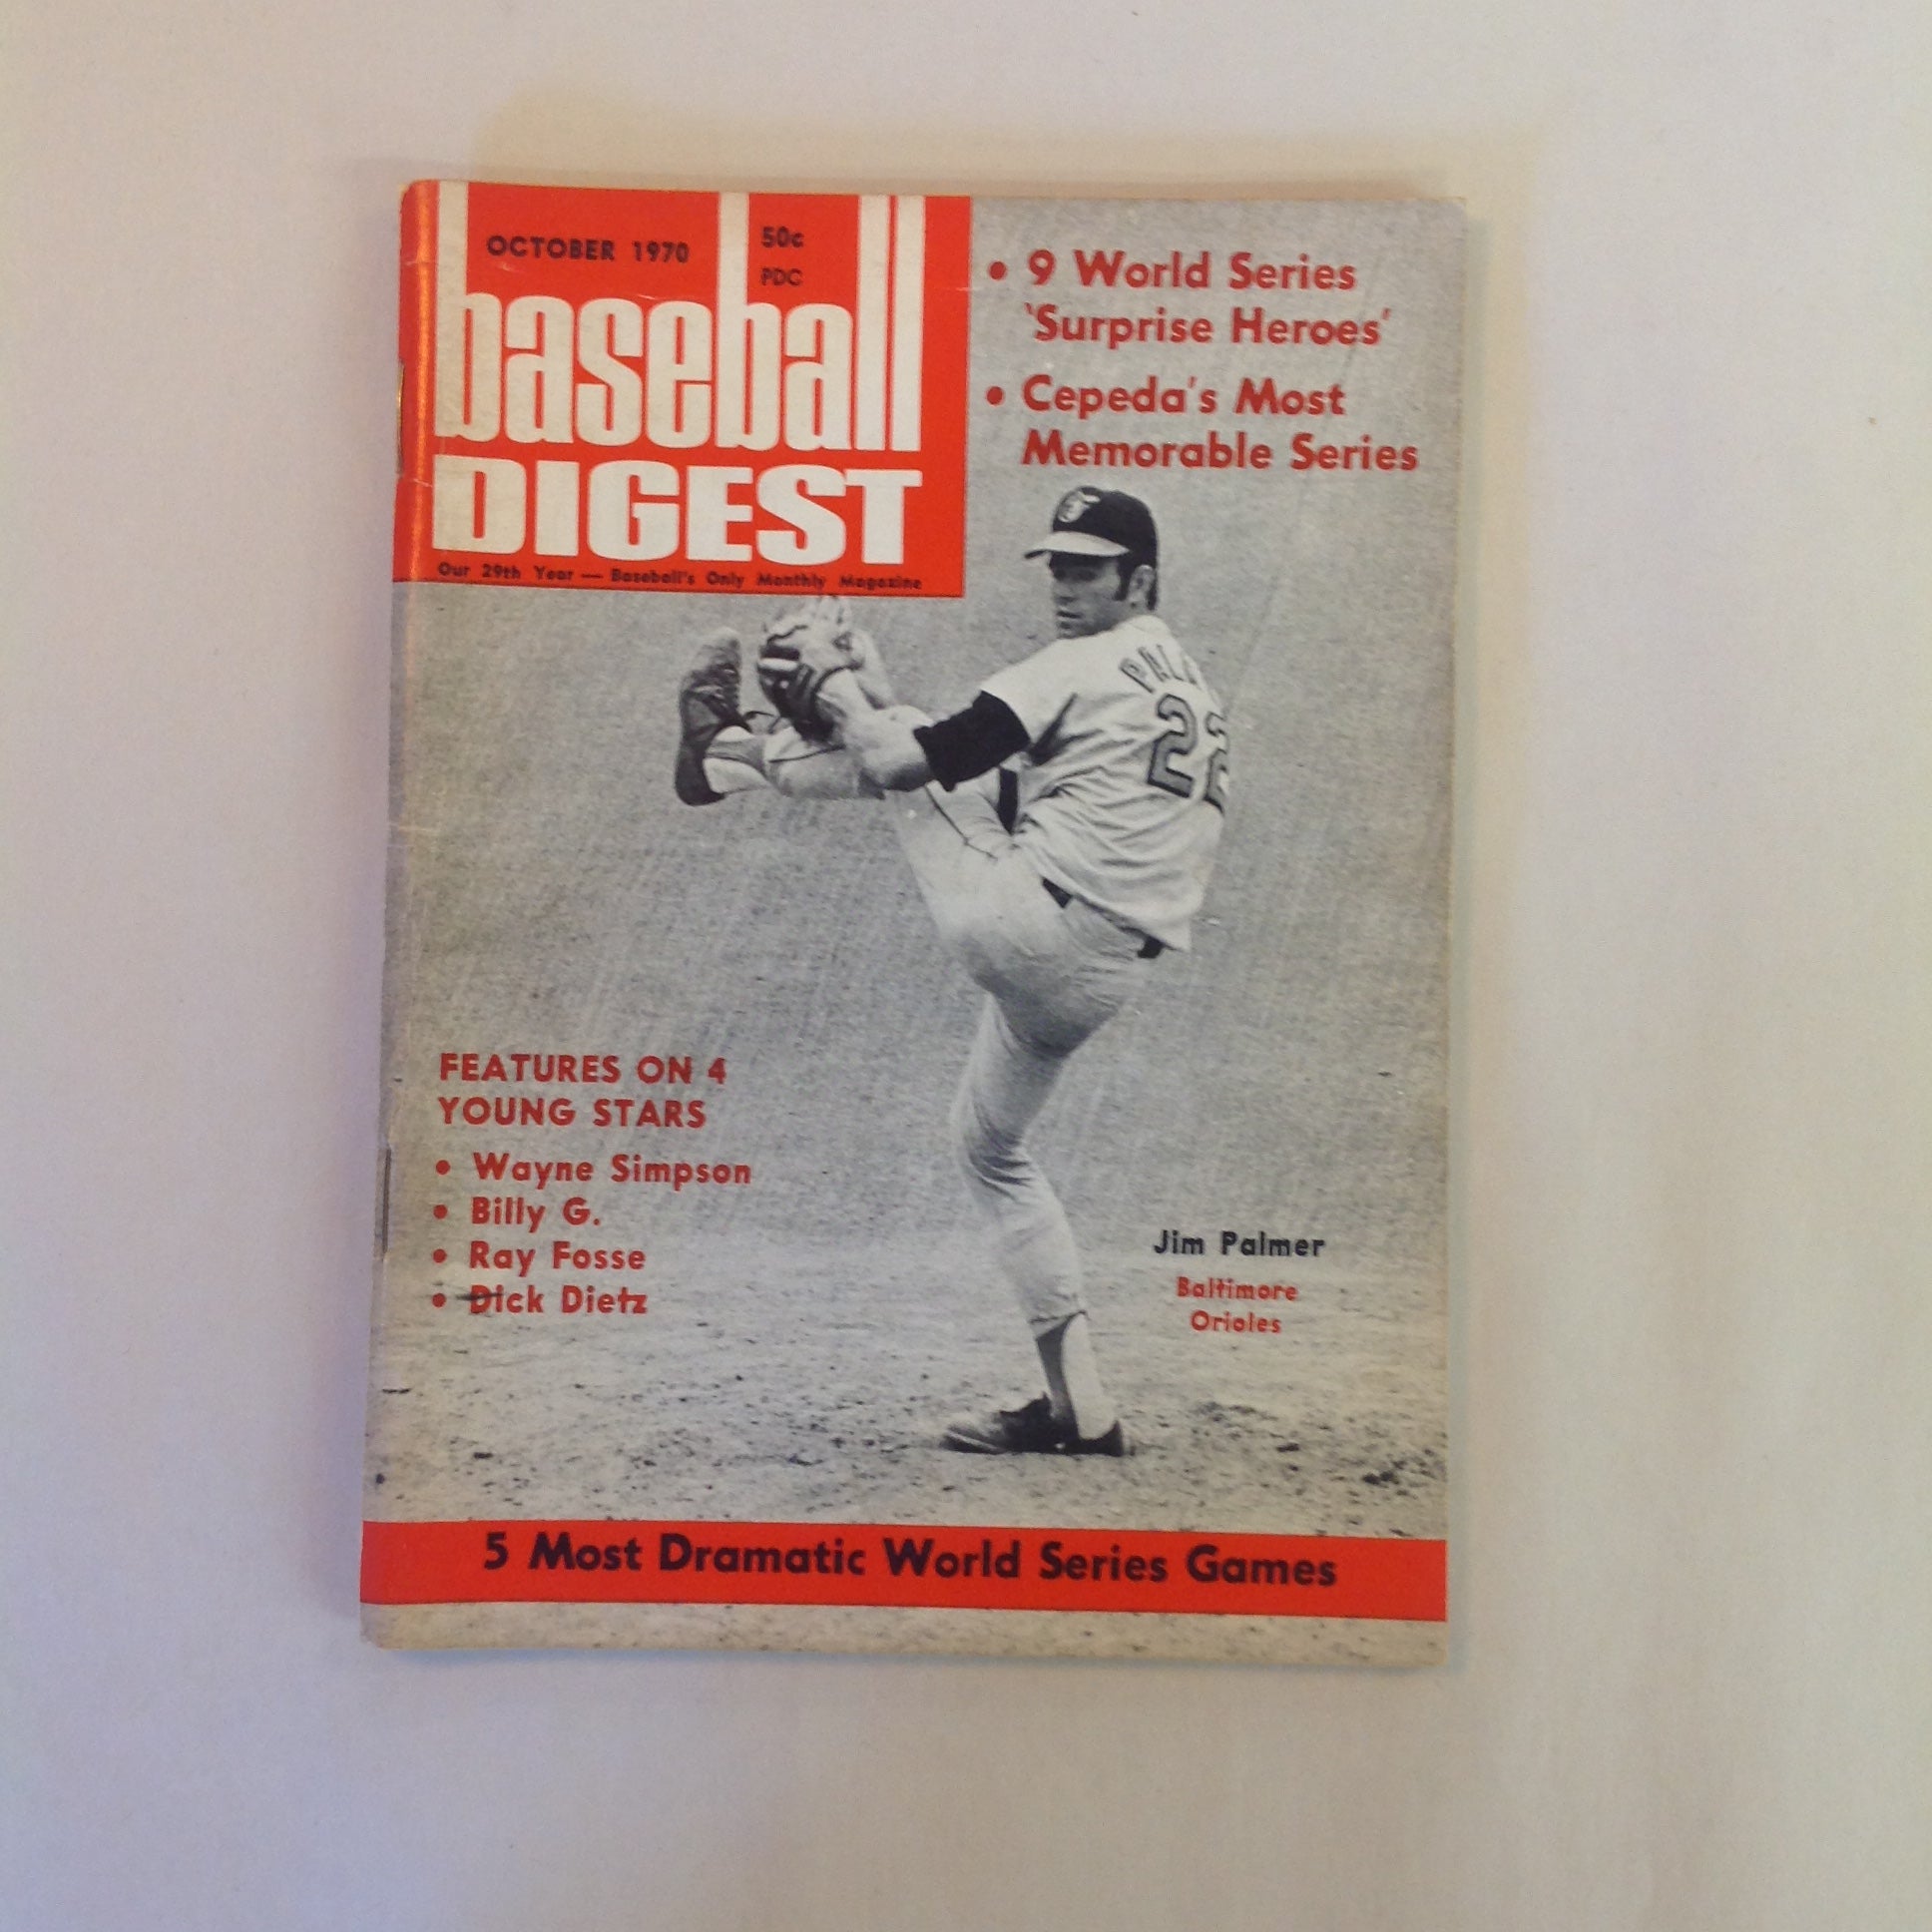 OCTOBER 1970
50c
PDC
baseball
DIGEST
Our 29th Year — Baseball's Only Monthly Magazine
• 9 World Series
'Surprise Heroes'
• Cepeda's Most
Memorable Series
22
FEATURES ON 4
YOUNG STARS
• Wayne Simpson
• Billy G.
• Ray Fosse
• Dick Dietz
Jim Palmer
Baltimore
Orioles
5 Most Dramatic World Series Games